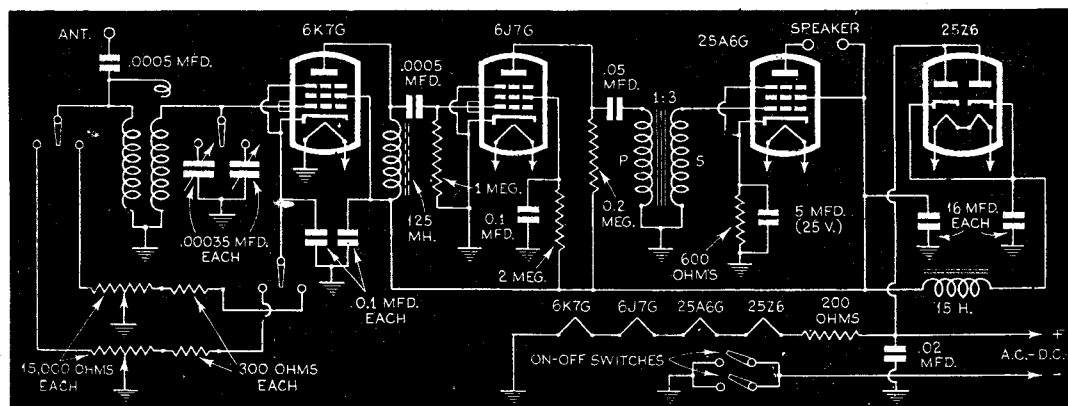 ANT.
.0005 MFD.
6K7G
.0005
MFD.
6J7G
.05
MFD.
1:3
25A6G
SPEAKER
25Z6
P
S
.00035 MFD.
EACH
125
MH.
1 MEG.
0.1
MFD.
2 MEG.
0.2
MEG.
600
OHMS
5 MFD.
(25 V.)
16 MFD.
EACH
15 H.
0.1 MFD.
EACH
15,000 OHMS
EACH
300 OHMS
EACH
6K7G
6J7G
25A6G
25Z6
200
OHMS
ON-OFF SWITCHES
.02
MFD.
+
A.C.-D.C.
-